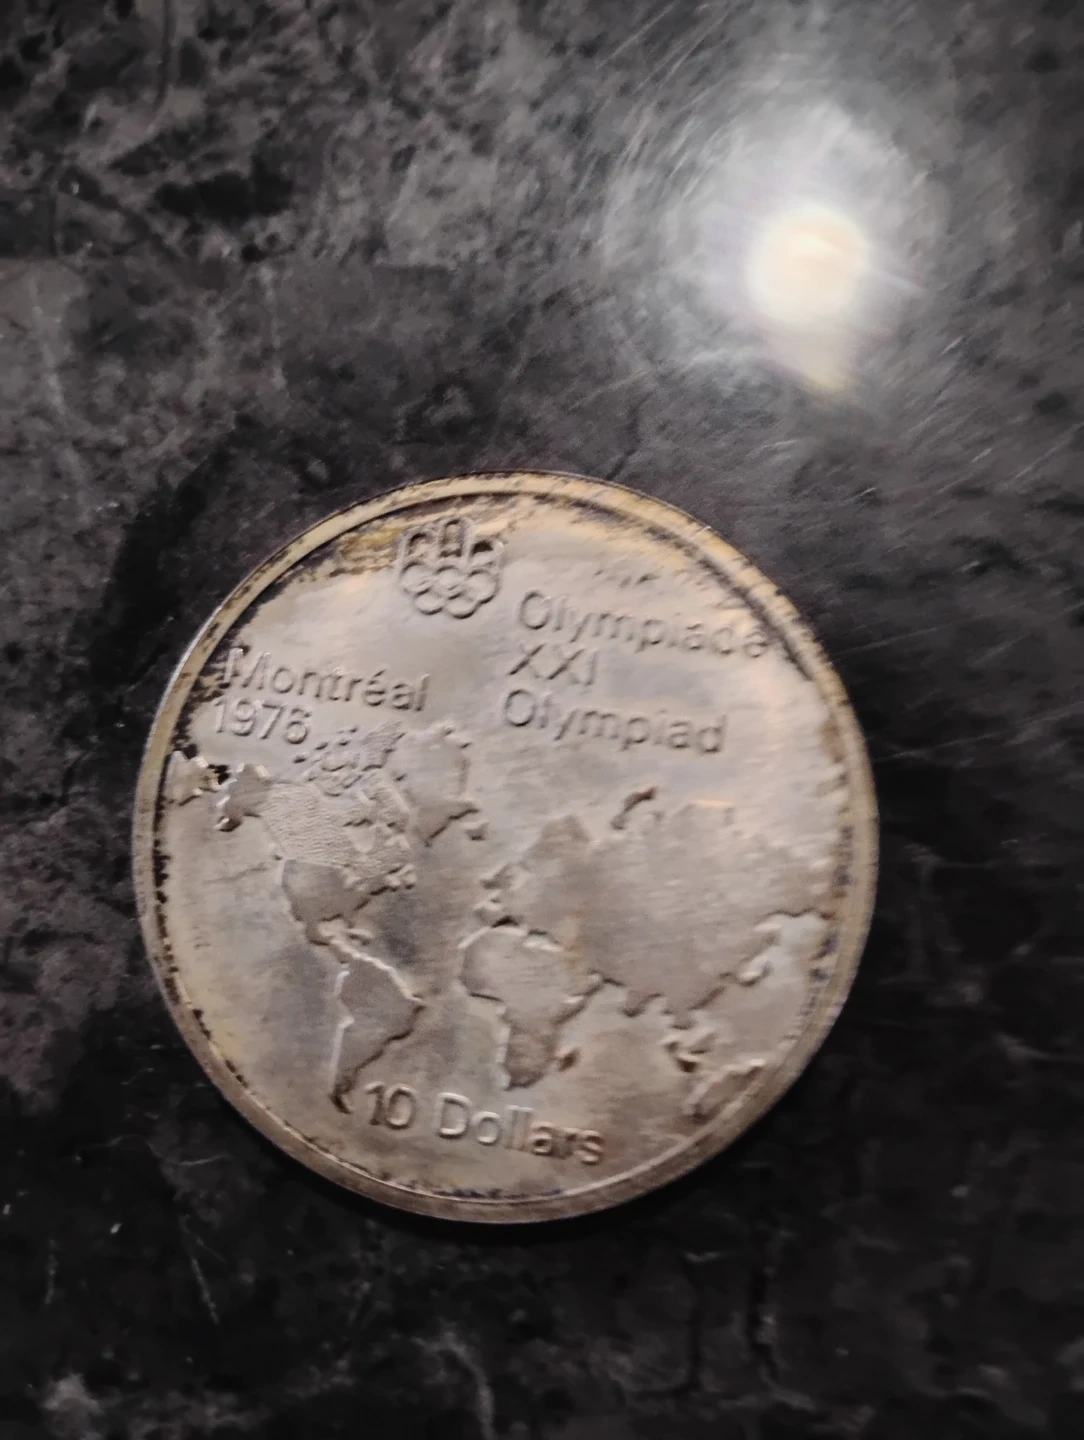 Olympiade
XXI
Olympiad
Montréal
1976
10 Dollars